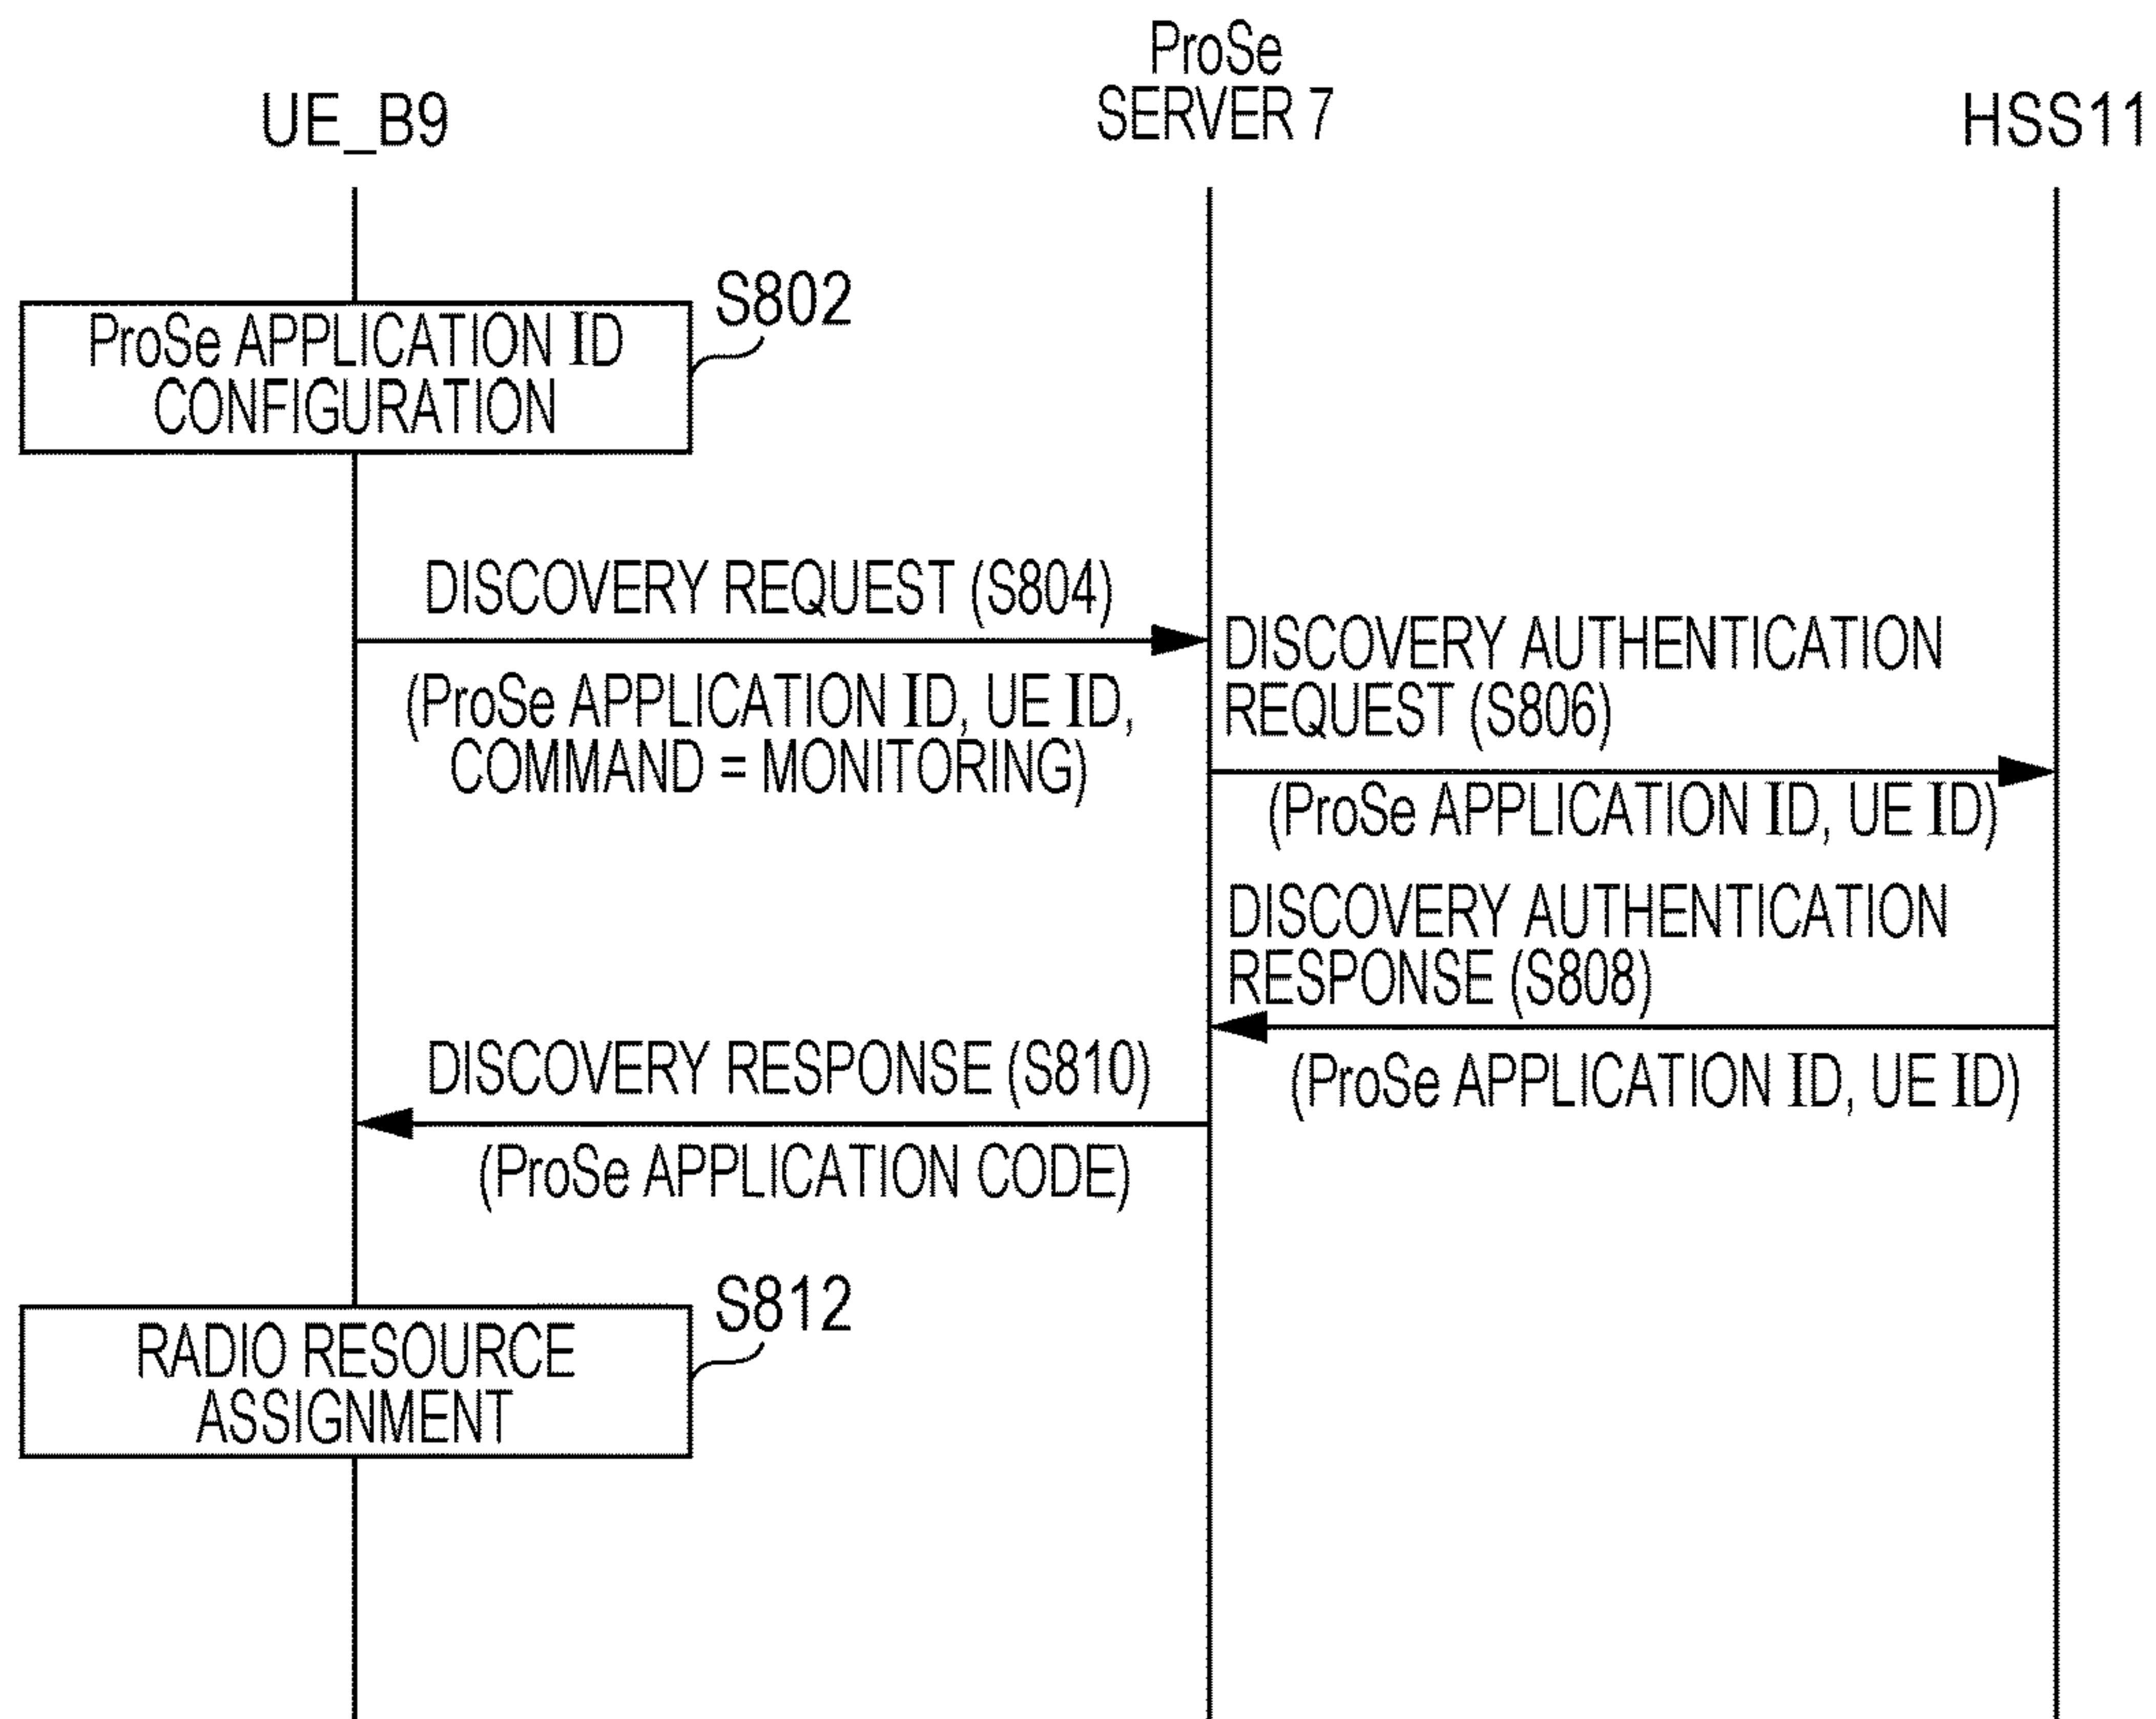 ProSe
SERVER 7
UE_B9
HSS11
S802
ProSe APPLICATION ID
CONFIGURATION
DISCOVERY REQUEST (S804)
(ProSe APPLICATION ID, UE ID,
COMMAND = MONITORING)
DISCOVERY AUTHENTICATION
REQUEST (S806)
(ProSe APPLICATION ID, UE ID)
DISCOVERY AUTHENTICATION
RESPONSE (S808)
(ProSe APPLICATION ID, UE ID)
DISCOVERY RESPONSE (S810)
(ProSe APPLICATION CODE)
S812
RADIO RESOURCE
ASSIGNMENT